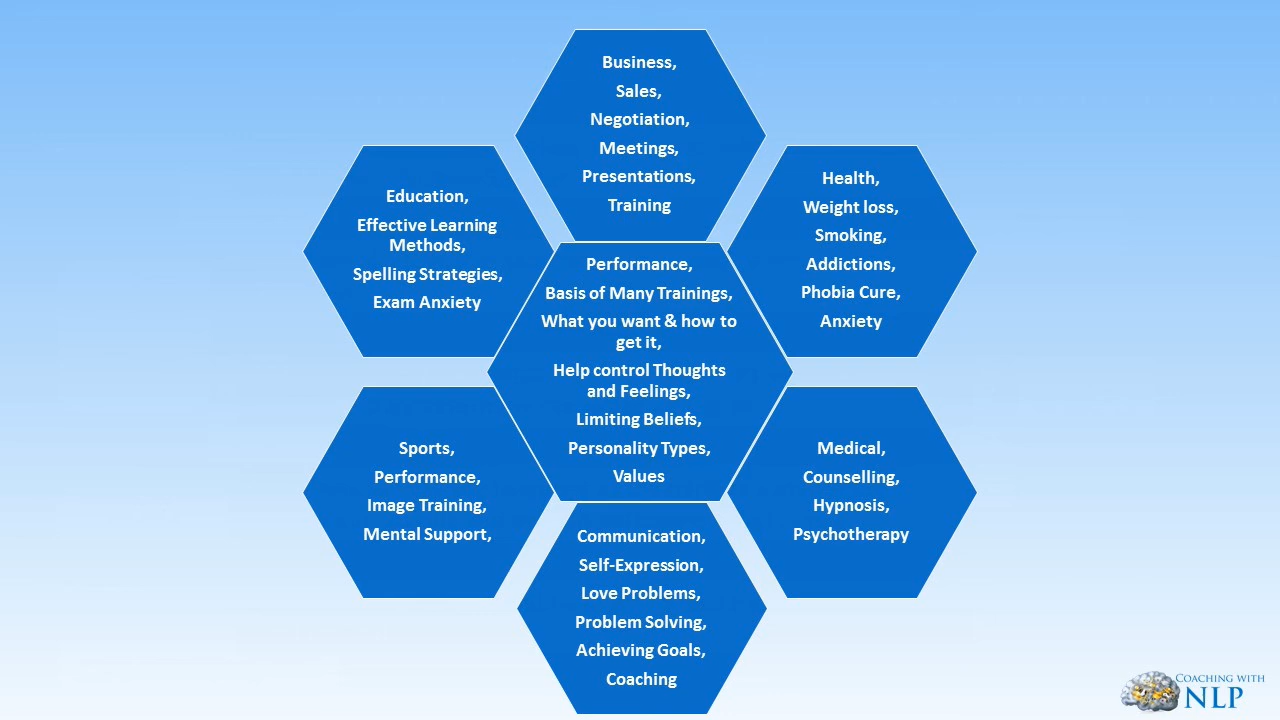 Business,
Sales,
Negotiation,
Meetings,
Presentations,
Training
Education,
Effective Learning
Methods,
Spelling Strategies,
Exam Anxiety
Health,
Weight loss,
Smoking,
Addictions,
Phobia Cure,
Anxiety
Performance,
Basis of Many Trainings,
What you want & how to
get it,
Help control Thoughts
and Feelings,
Limiting Beliefs,
Personality Types,
Values
Sports,
Performance,
Image Training,
Mental Support,
Medical,
Counselling,
Hypnosis,
Psychotherapy
Communication,
Self-Expression,
Love Problems,
Problem Solving,
Achieving Goals,
Coaching
COACHING WITH
NLP